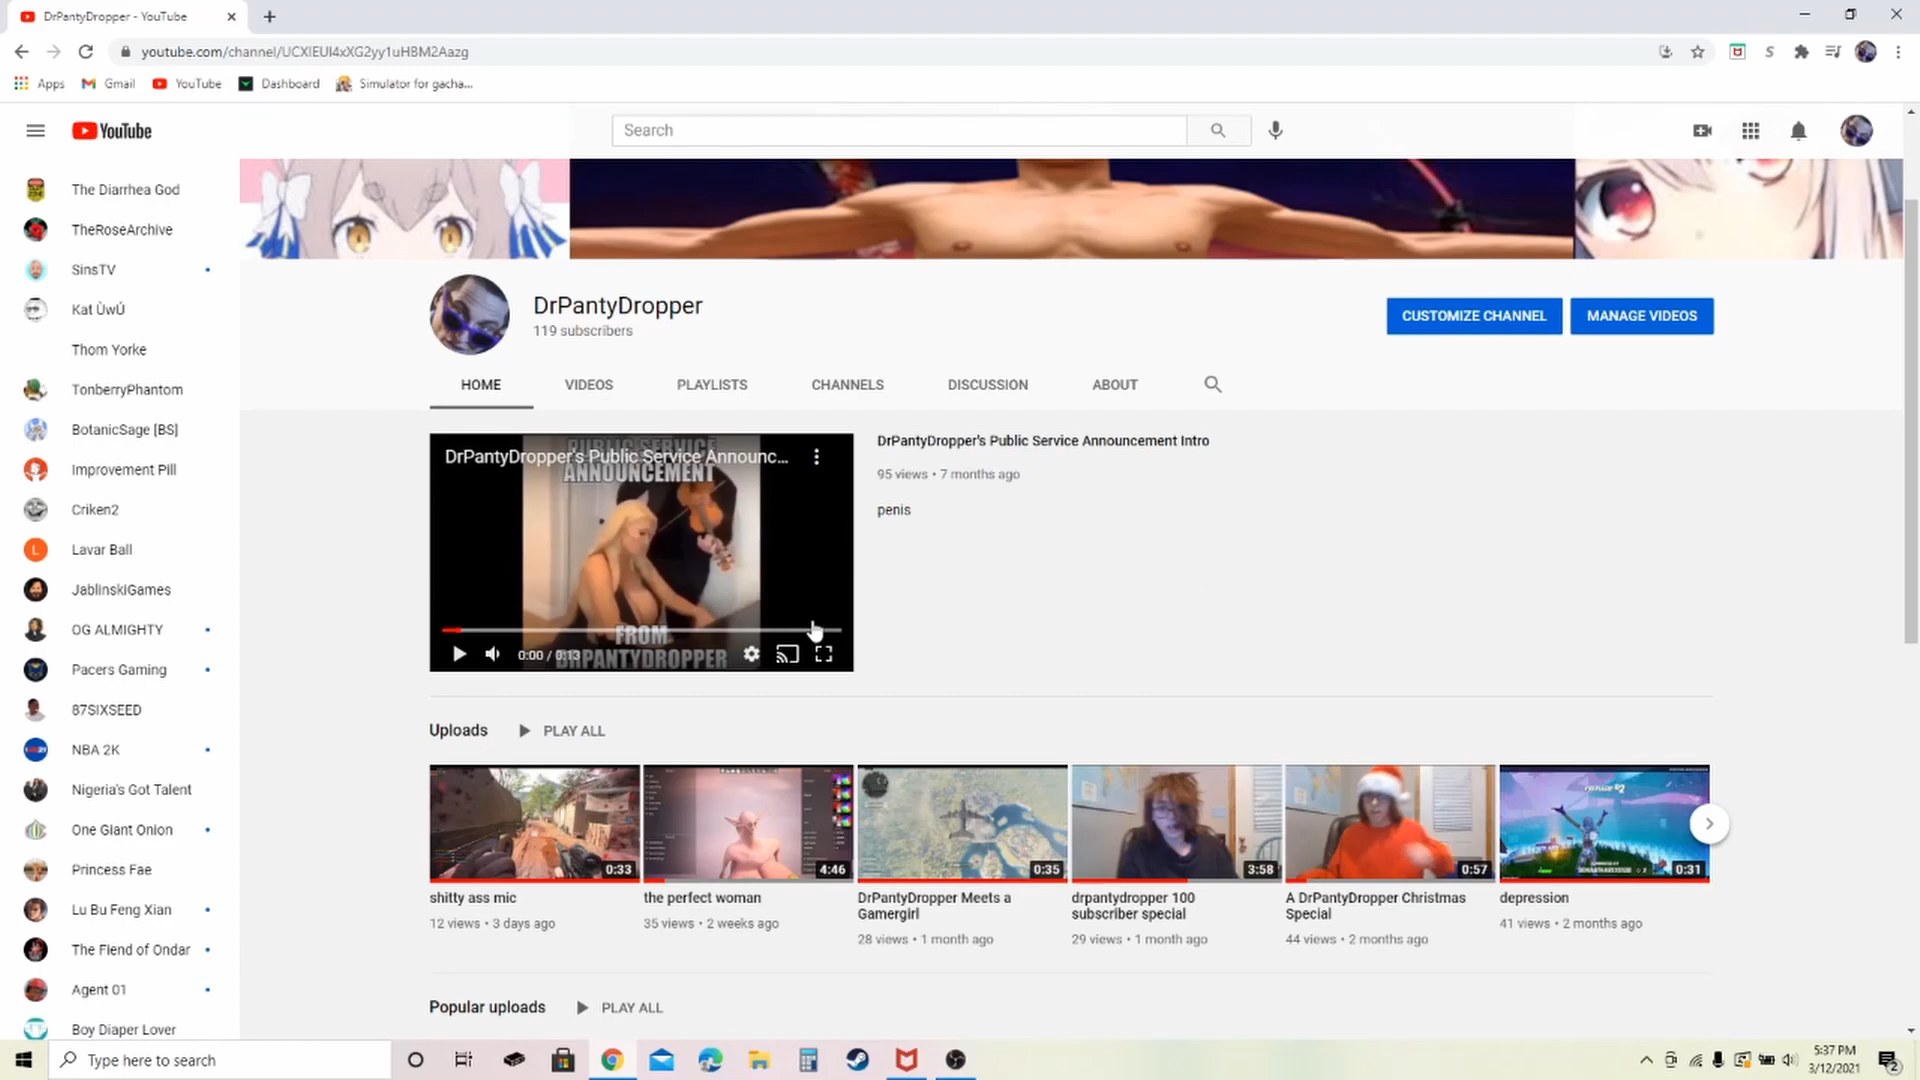 DrPantyDropper - YouTube
youtube.com/channel/UCXIEUI4xXG2yy1uHBM2Aazg
Apps
Gmail
YouTube
Dashboard
Simulator for gacha...
YouTube
Search
The Diarrhea God
TheRoseArchive
SinsTV
Kat ÙwÚ
Thom Yorke
TonberryPhantom
BotanicSage [BS]
Improvement Pill
Criken2
L
Lavar Ball
JablinskiGames
OG ALMIGHTY
Pacers Gaming
87SIXSEED
NBA 2K
Nigeria's Got Talent
One Giant Onion
Princess Fae
Lu Bu Feng Xian
The Fiend of Ondar
Agent 01
Boy Diaper Lover
DrPantyDropper
119 subscribers
CUSTOMIZE CHANNEL
MANAGE VIDEOS
HOME
VIDEOS
PLAYLISTS
CHANNELS
DISCUSSION
ABOUT
PUBLIC SERVICE
DrPantyDropper's Public Service Announc...
ANNOUNCEMENT
FROM
0:00 / 0:13
DRPANTYDROPPER
DrPantyDropper's Public Service Announcement Intro
95 views • 7 months ago
penis
Uploads
PLAY ALL
0:33
shitty ass mic
12 views • 3 days ago
4:46
the perfect woman
35 views • 2 weeks ago
0:35
DrPantyDropper Meets a
Gamergirl
28 views • 1 month ago
3:58
drpantydropper 100
subscriber special
29 views • 1 month ago
0:57
A DrPantyDropper Christmas
Special
44 views • 2 months ago
0:31
depression
41 views • 2 months ago
Popular uploads
PLAY ALL
Type here to search
5:37 PM
3/12/2021
2